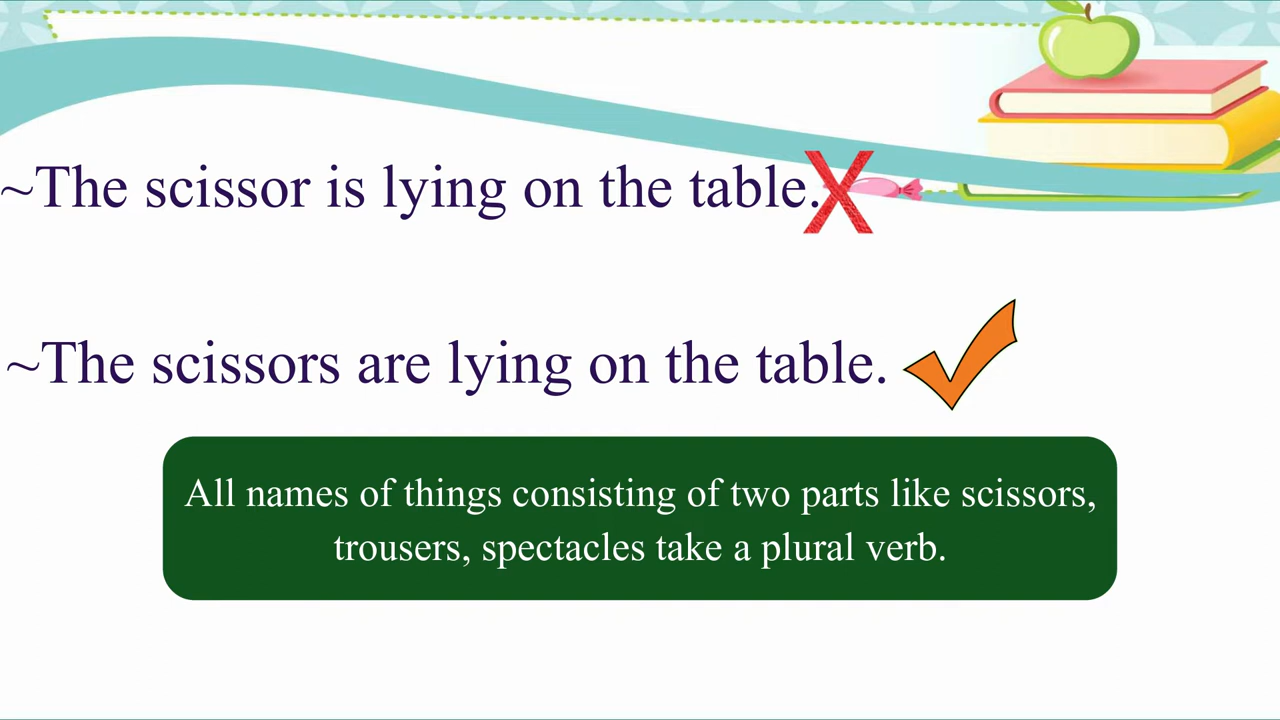 ~The scissor is lying on the table.
~The scissors are lying on the table.
All names of things consisting of two parts like scissors,
trousers, spectacles take a plural verb.